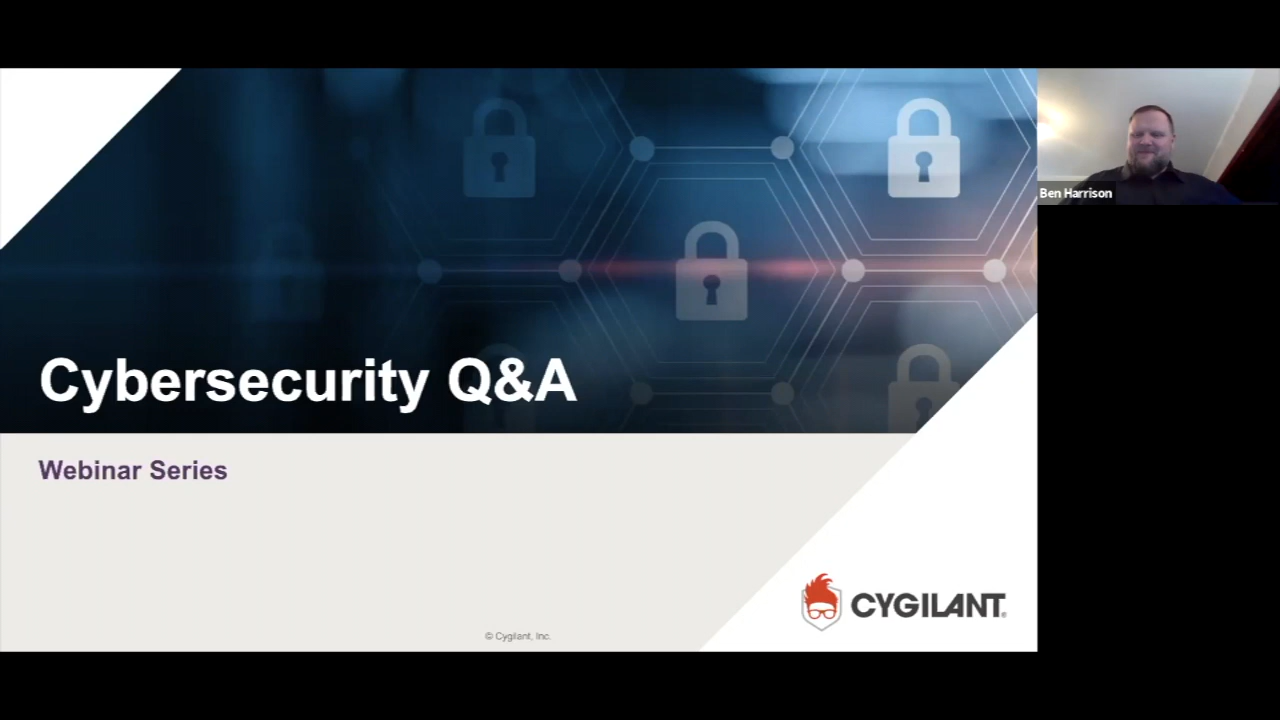 Cybersecurity Q&A
Webinar Series
CYGILANT®
© Cygilant, Inc.
Ben Harrison